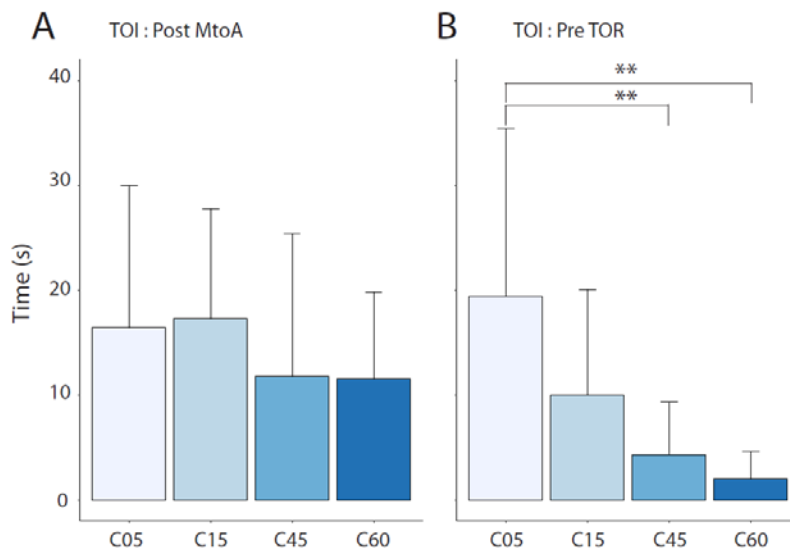 A
TOI : Post MtoA
B
TOI : Pre TOR
Time (s)
40
30
20
10
0
**
**
C05 C15 C45 C60
C05 C15 C45 C60